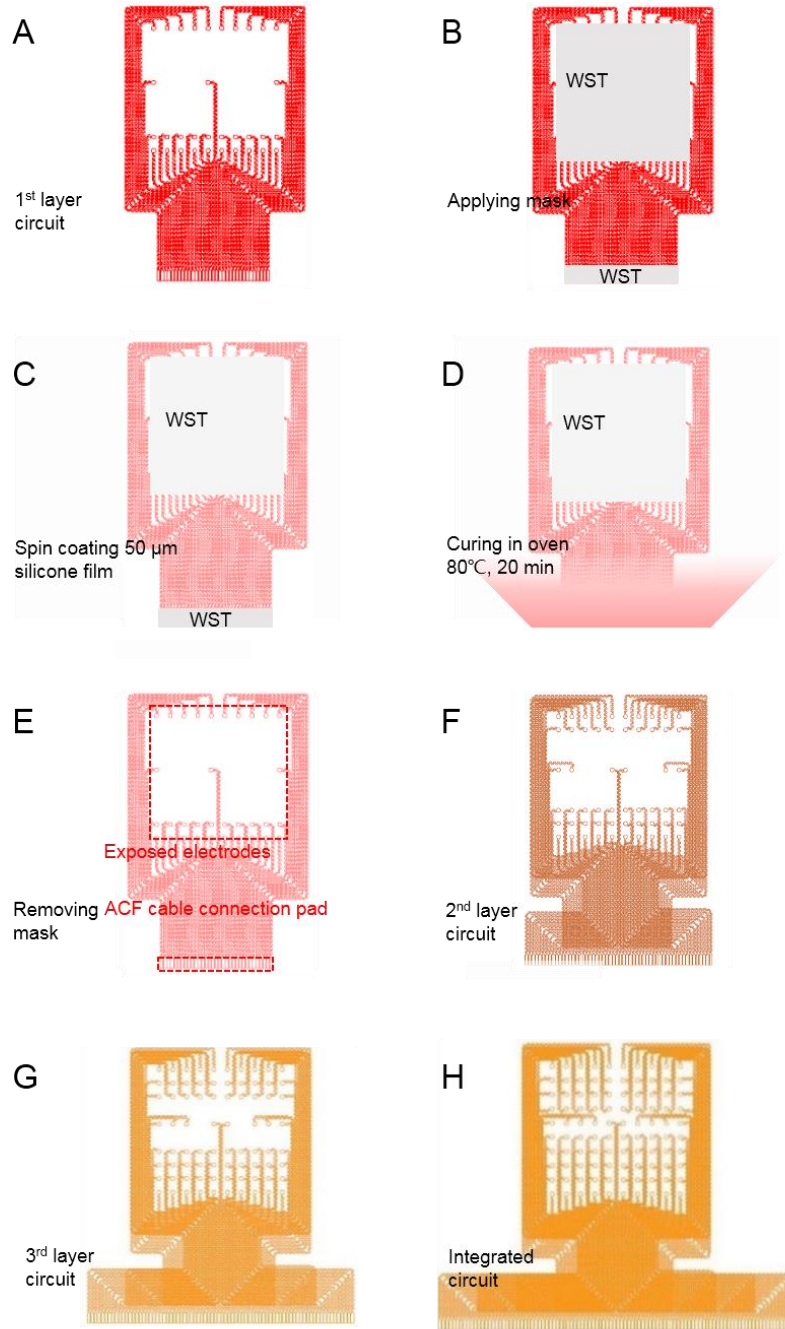 A
1st layer
circuit
B
WST
Applying mask
WST
C
WST
Spin coating 50 µm
silicone film
WST
D
WST
Curing in oven
80℃, 20 min
E
Exposed electrodes
Removing ACF cable connection pad
mask
F
2nd layer
circuit
G
3rd layer
circuit
H
Integrated
circuit